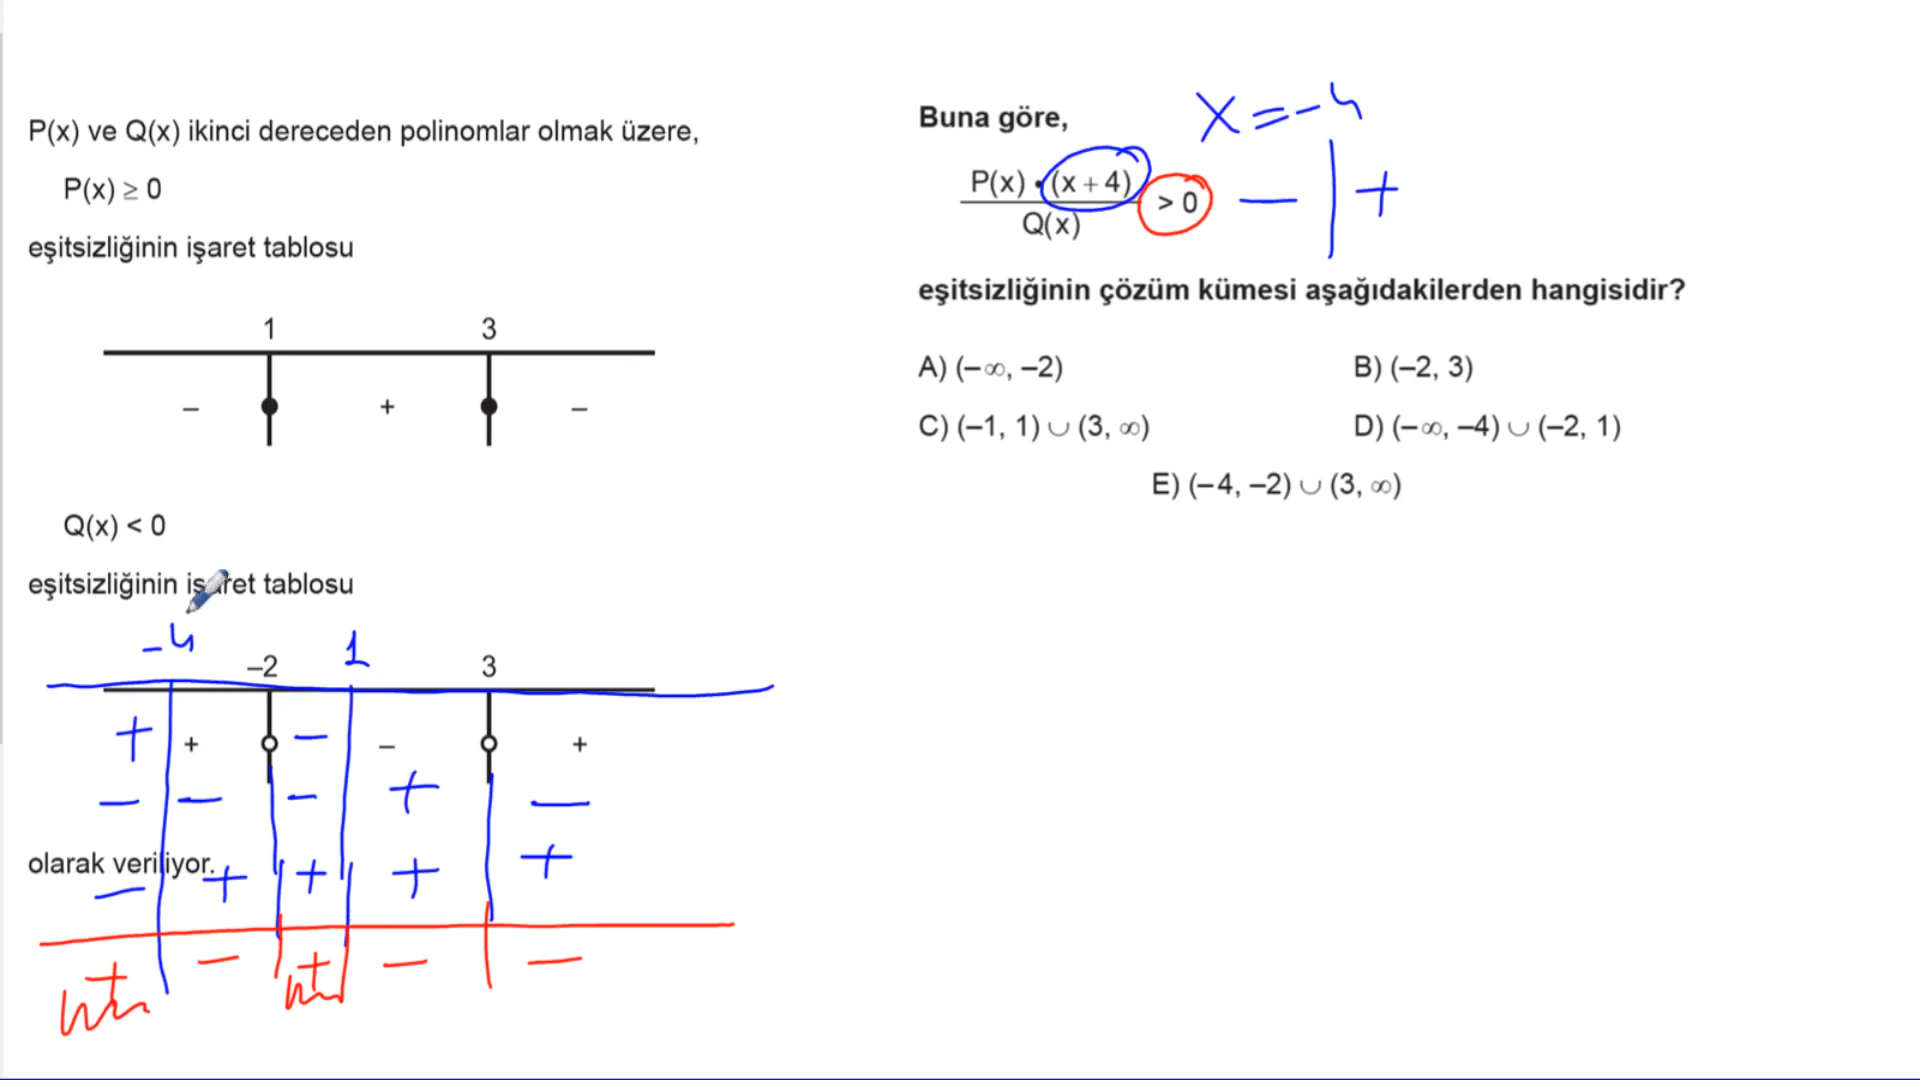 P(x) ve Q(x) ikinci dereceden polinomlar olmak üzere,
P(x) ≥ 0
eşitsizliğinin işaret tablosu
1 3
– + –
Q(x) < 0
eşitsizliğinin işaret tablosu
-4 –2 1 3
+ + - – +
- - - + -
olarak veriliyor.
- + + + +
+ - + - -
Buna göre,
x = -4
P(x) • (x + 4)
Q(x)
> 0
- +
eşitsizliğinin çözüm kümesi aşağıdakilerden hangisidir?
A) (–∞, –2) B) (–2, 3)
C) (–1, 1) ∪ (3, ∞) D) (–∞, –4) ∪ (–2, 1)
E) (–4, –2) ∪ (3, ∞)